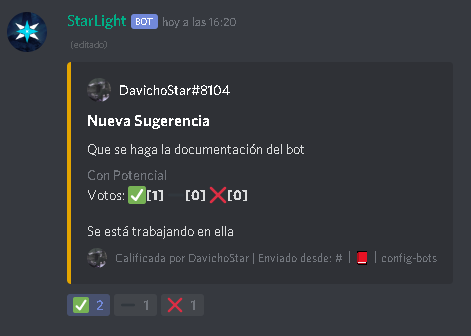 StarLight BOT hoy a las 16:20
(editado)
DavichoStar#8104
Nueva Sugerencia
Que se haga la documentación del bot
Con Potencial
Votos: ✅[1] ➖[0] ❌[0]
Se está trabajando en ella
Calificada por DavichoStar | Enviado desde: # | 📮 | config-bots
✅ 2 ➖ 1 ❌ 1